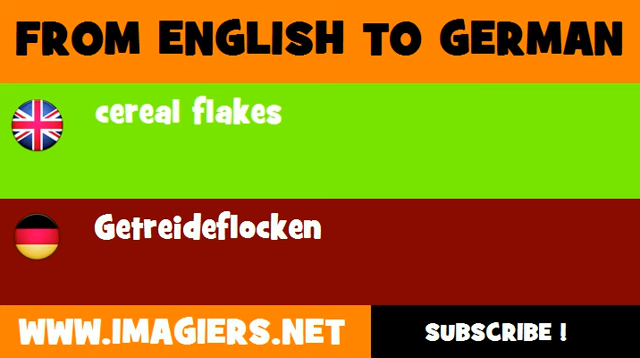 FROM ENGLISH TO GERMAN
cereal flakes
Getreideflocken
WWW.IMAGIERS.NET
SUBSCRIBE !